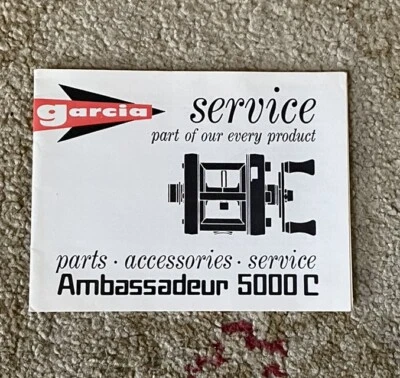 garcia
service
part of our every product
parts · accessories · service
Ambassadeur 5000 C